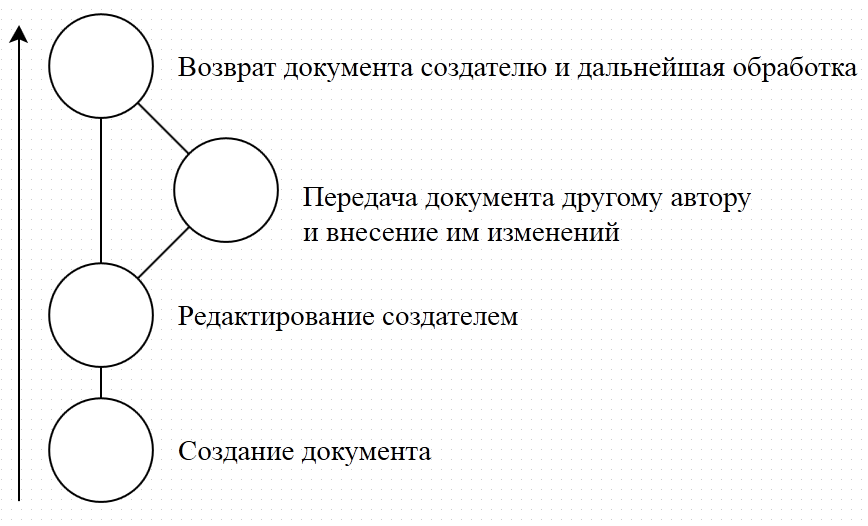 Возврат документа создателю и дальнейшая обработка
Передача документа другому автору
и внесение им изменений
Редактирование создателем
Создание документа